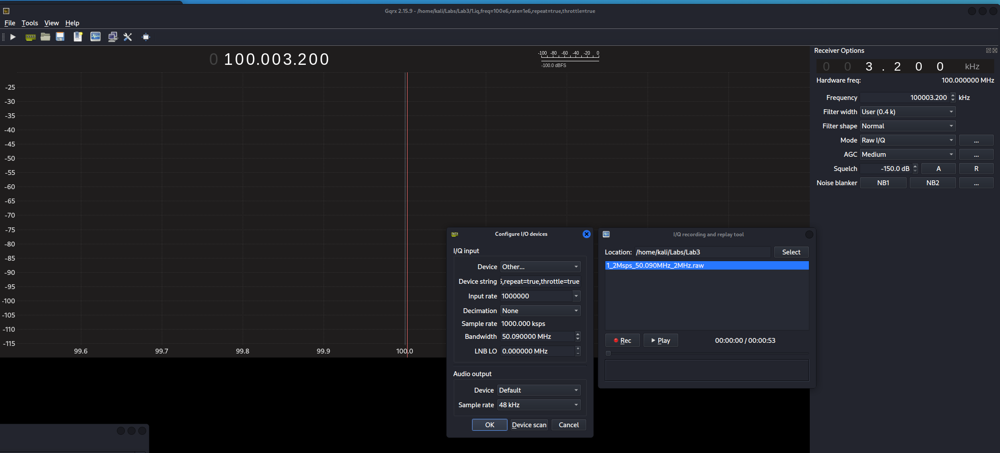 Gqrx 2.15.9 - /home/kali/Labs/Lab3/1.iq,freq=100e6,rate=1e6,repeat=true,throttle=true
File Tools View Help
0 100.003.200
-100 -80 -60 -40 -20 0
-100.0 dBFS
-25
-30
-35
-40
-45
-50
-55
-60
-65
-70
-75
-80
-85
-90
-95
-100
-105
-110
-115
99.6 99.7 99.8 99.9 100.0
Receiver Options
0 0 3 . 2 0 0 kHz
Hardware freq: 100.000000 MHz
Frequency 100003.200 kHz
Filter width User (0.4 k)
Filter shape Normal
Mode Raw I/Q ...
AGC Medium ...
Squelch -150.0 dB A R
Noise blanker NB1 NB2 ...
Configure I/O devices
I/Q input
Device Other...
Device string ,repeat=true,throttle=true
Input rate 1000000
Decimation None
Sample rate 1000.000 ksps
Bandwidth 50.090000 MHz
LNB LO 0.000000 MHz
Audio output
Device Default
Sample rate 48 kHz
OK Device scan Cancel
I/Q recording and replay tool
Location: /home/kali/Labs/Lab3 Select
1_2Msps_50.090MHz_2MHz.raw
Rec Play 00:00:00 / 00:00:53